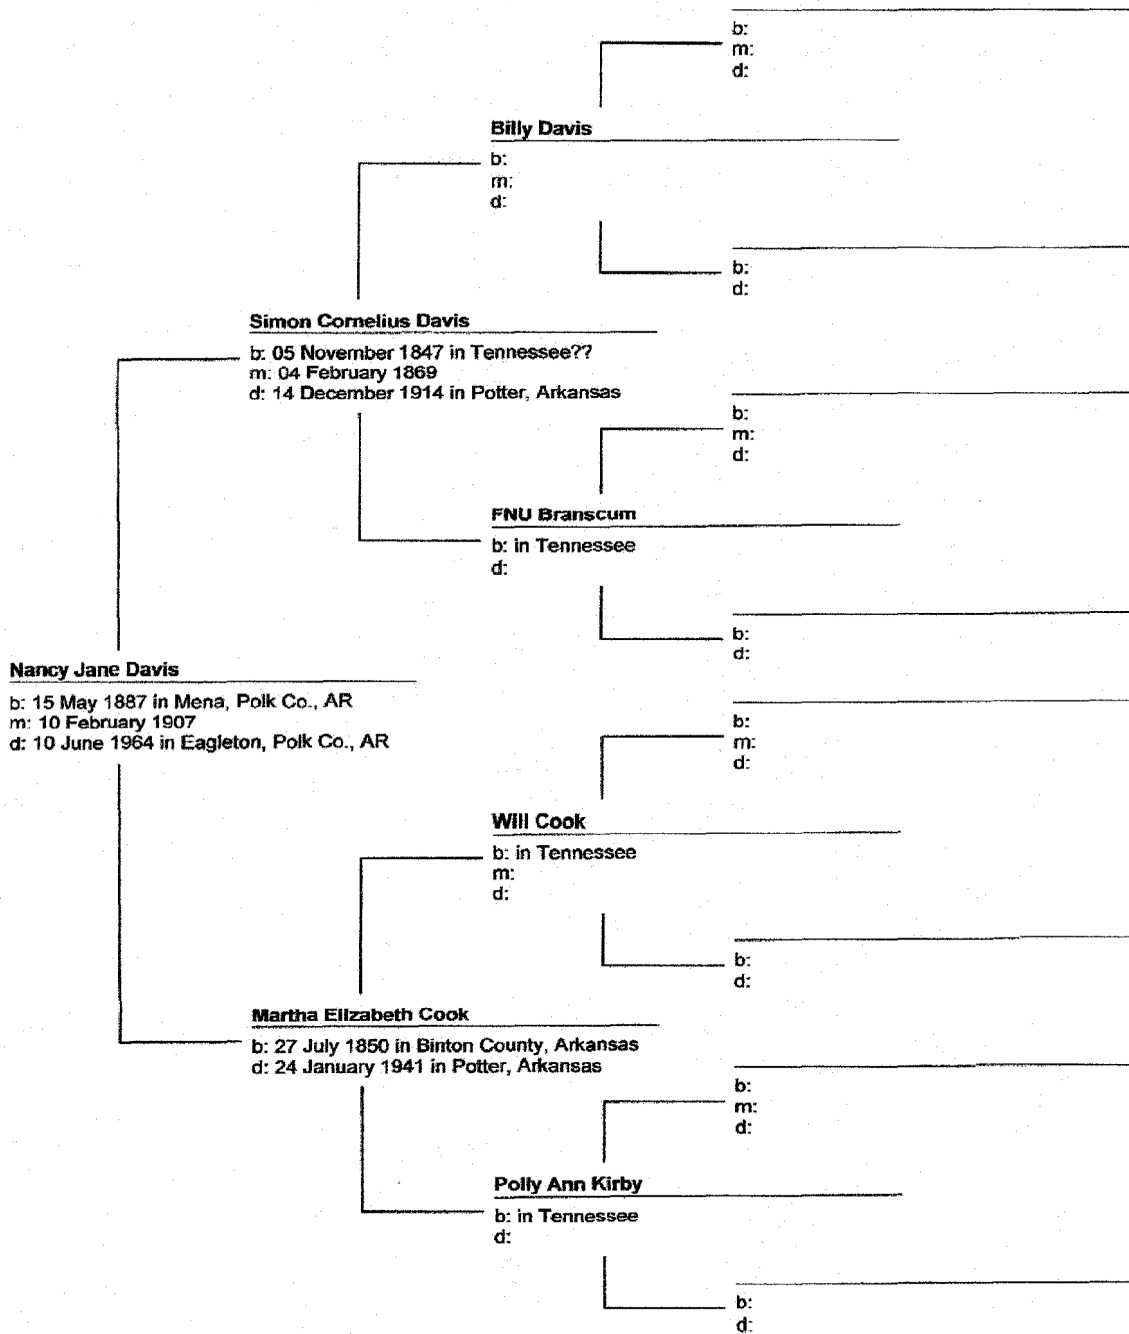 b:
m:
d:
Billy Davis
b:
m:
d:
b:
d:
Simon Cornelius Davis
b: 05 November 1847 in Tennessee??
m: 04 February 1869
d: 14 December 1914 in Potter, Arkansas
b:
m:
d:
FNU Branscum
b: in Tennessee
d:
b:
d:
Nancy Jane Davis
b: 15 May 1887 in Mena, Polk Co., AR
m: 10 February 1907
d: 10 June 1964 in Eagleton, Polk Co., AR
b:
m:
d:
Will Cook
b: in Tennessee
m:
d:
b:
d:
Martha Elizabeth Cook
b: 27 July 1850 in Binton County, Arkansas
d: 24 January 1941 in Potter, Arkansas
b:
m:
d:
Polly Ann Kirby
b: in Tennessee
d:
b:
d: